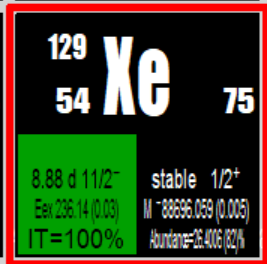 129
54 Xe 75
8.88 d 11/2⁻ stable 1/2⁺
Eex 236.14 (0.03) M ⁻88696.059 (0.005)
IT=100% Abundance=26.4006 (82)%